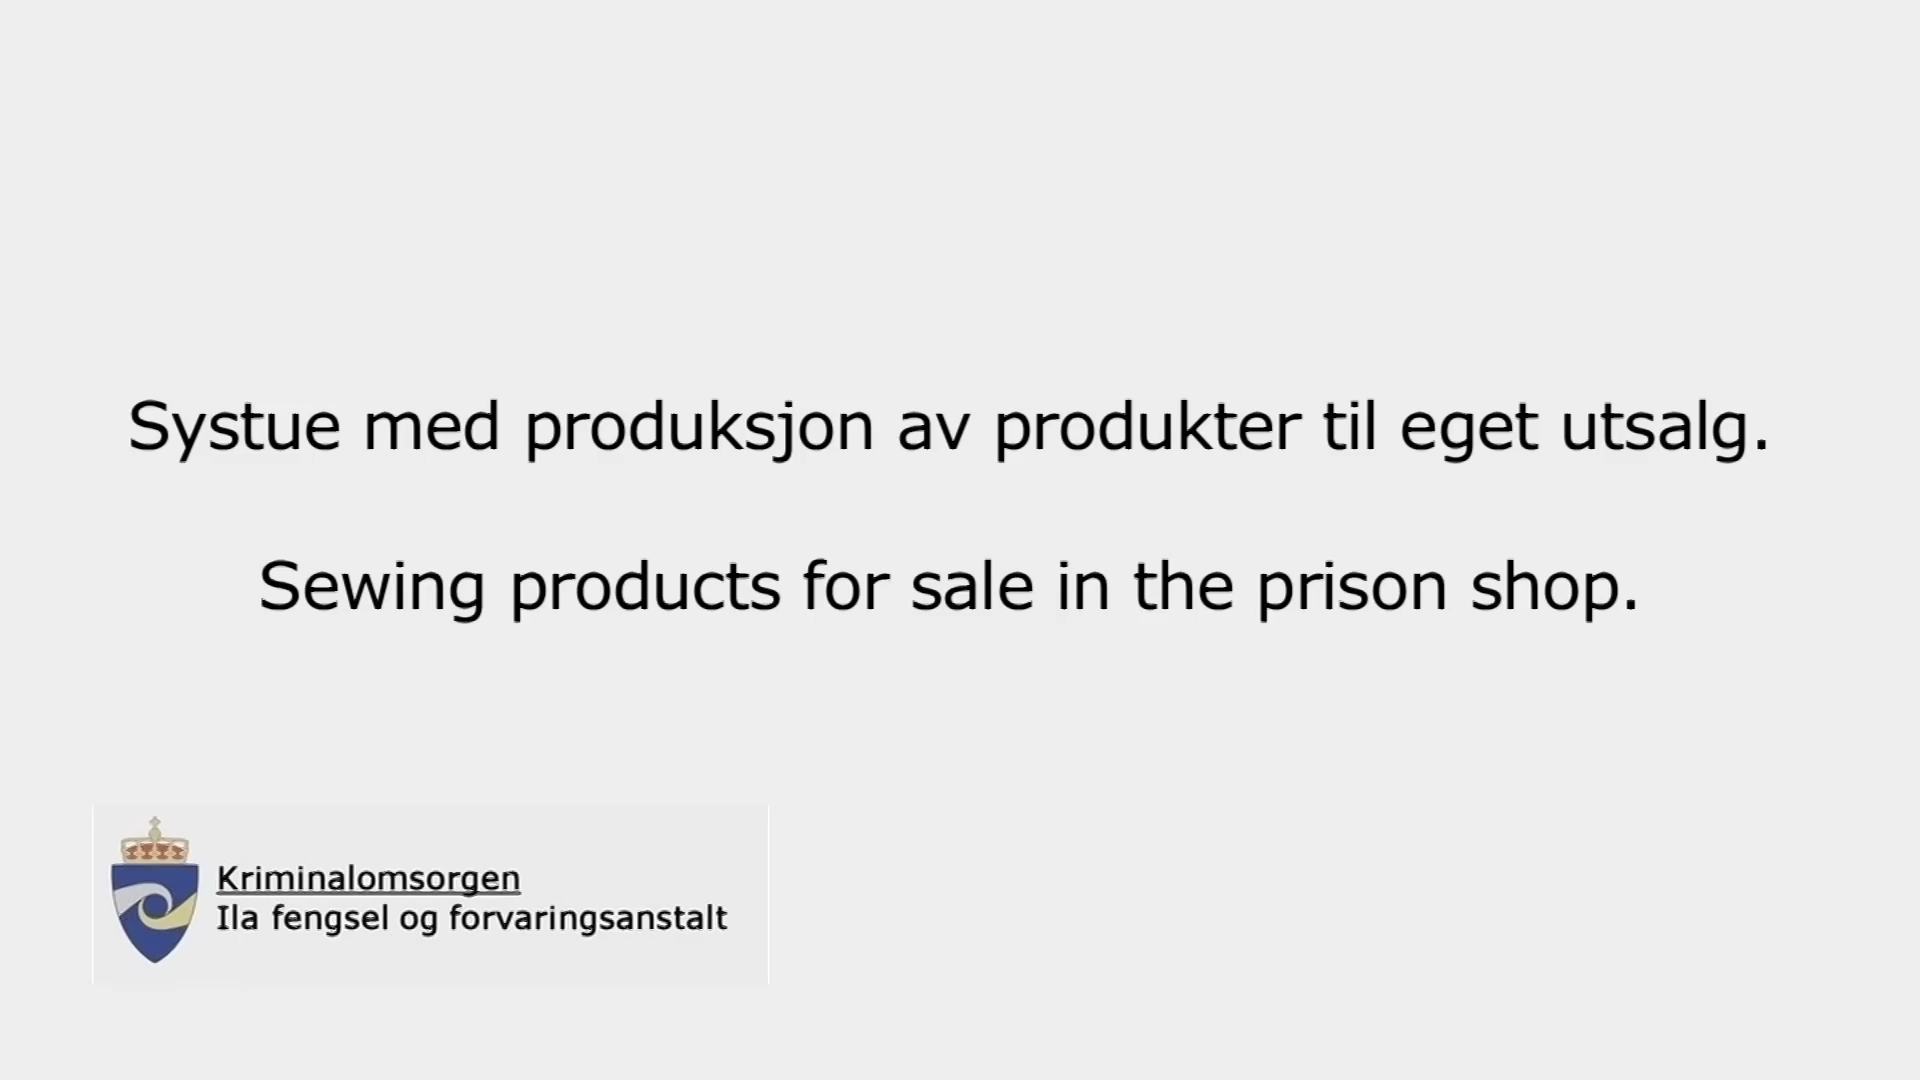 Systue med produksjon av produkter til eget utsalg.
Sewing products for sale in the prison shop.
Kriminalomsorgen
Ila fengsel og forvaringsanstalt